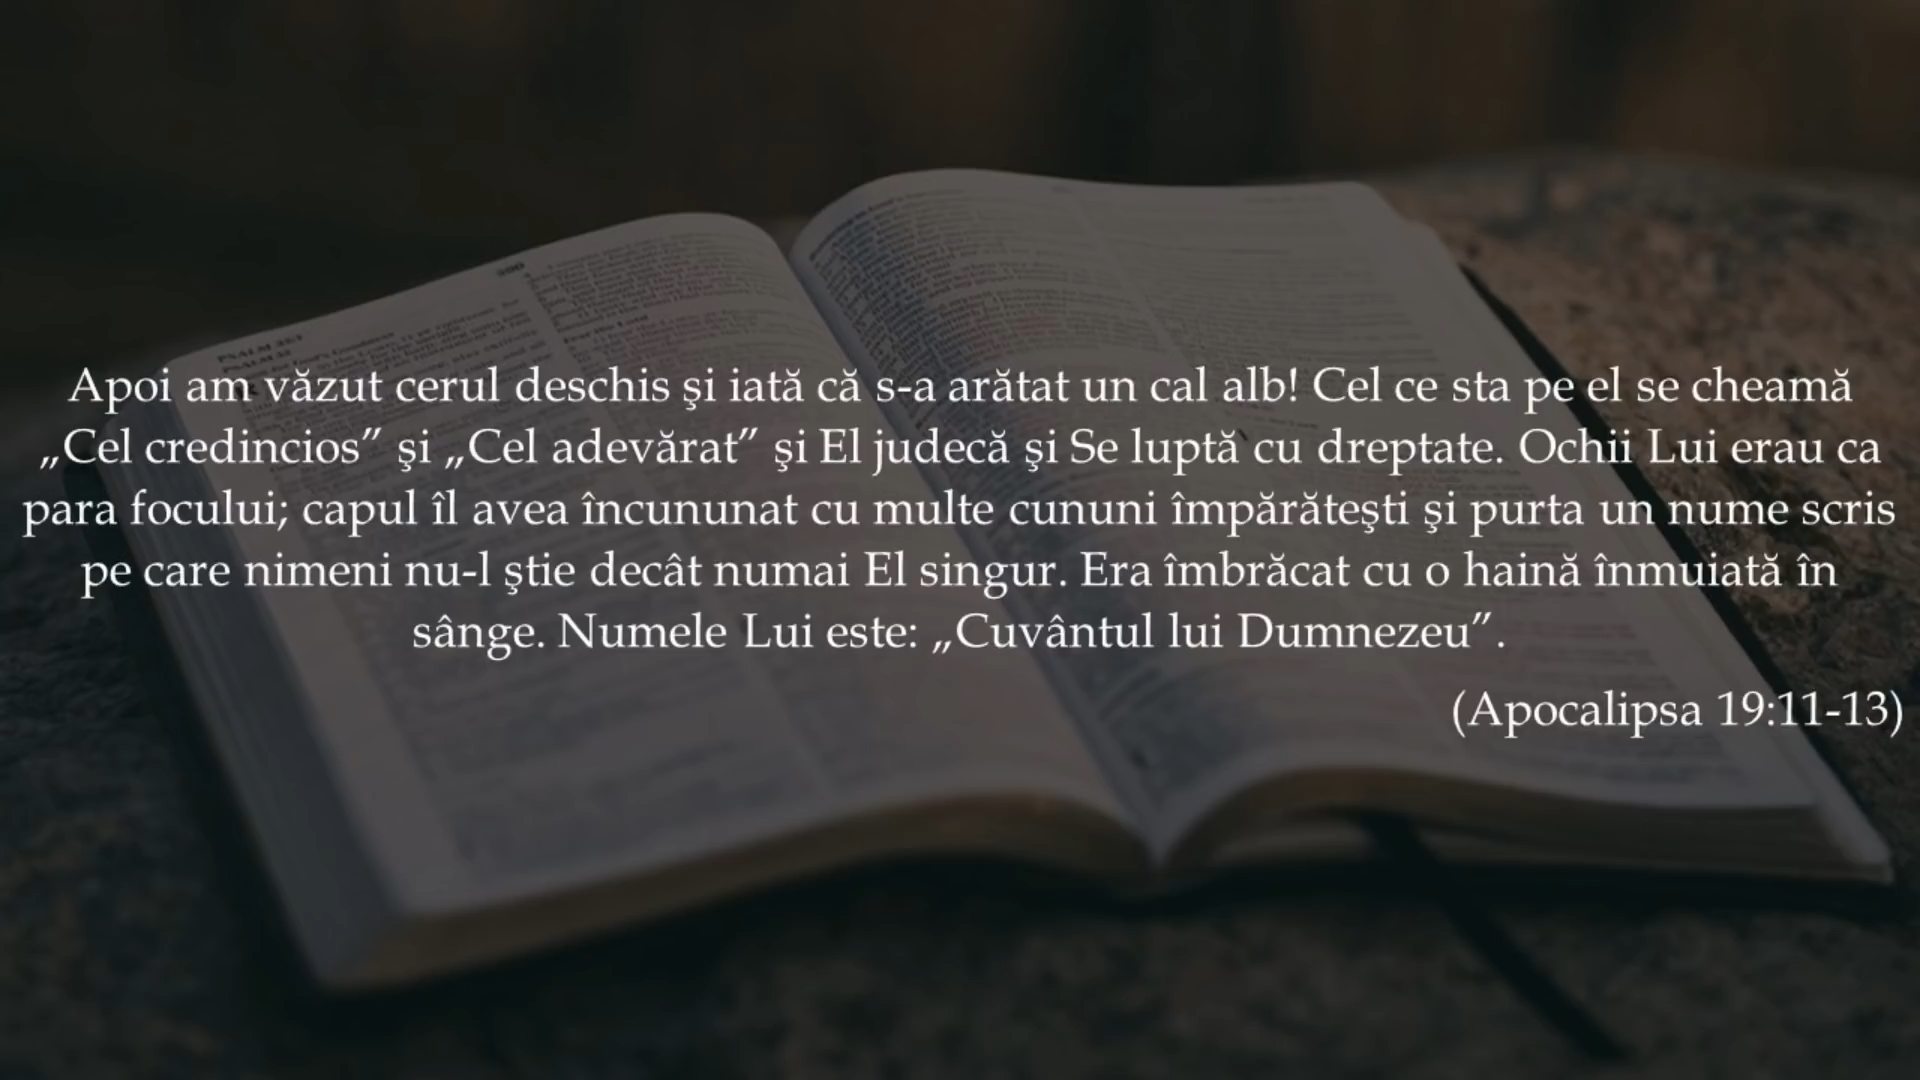 Apoi am văzut cerul deschis şi iată că s-a arătat un cal alb! Cel ce sta pe el se cheamă
„Cel credincios” şi „Cel adevărat” şi El judecă şi Se luptă cu dreptate. Ochii Lui erau ca
para focului; capul îl avea încununat cu multe cununi împărăteşti şi purta un nume scris
pe care nimeni nu-l ştie decât numai El singur. Era îmbrăcat cu o haină înmuiată în
sânge. Numele Lui este: „Cuvântul lui Dumnezeu”.
(Apocalipsa 19:11-13)